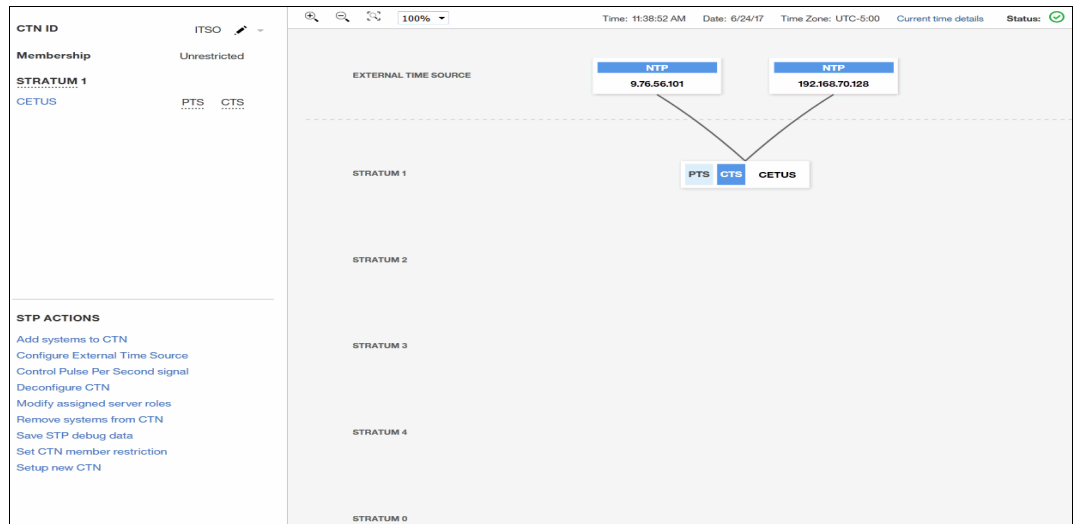 CTN ID ITSO
Membership Unrestricted
STRATUM 1
CETUS PTS CTS
STP ACTIONS
Add systems to CTN
Configure External Time Source
Control Pulse Per Second signal
Deconfigure CTN
Modify assigned server roles
Remove systems from CTN
Save STP debug data
Set CTN member restriction
Setup new CTN
100% Time: 11:38:52 AM Date: 6/24/17 Time Zone: UTC-5:00 Current time details Status:
EXTERNAL TIME SOURCE
NTP
9.76.56.101
NTP
192.168.70.128
STRATUM 1
PTS CTS CETUS
STRATUM 2
STRATUM 3
STRATUM 4
STRATUM 0